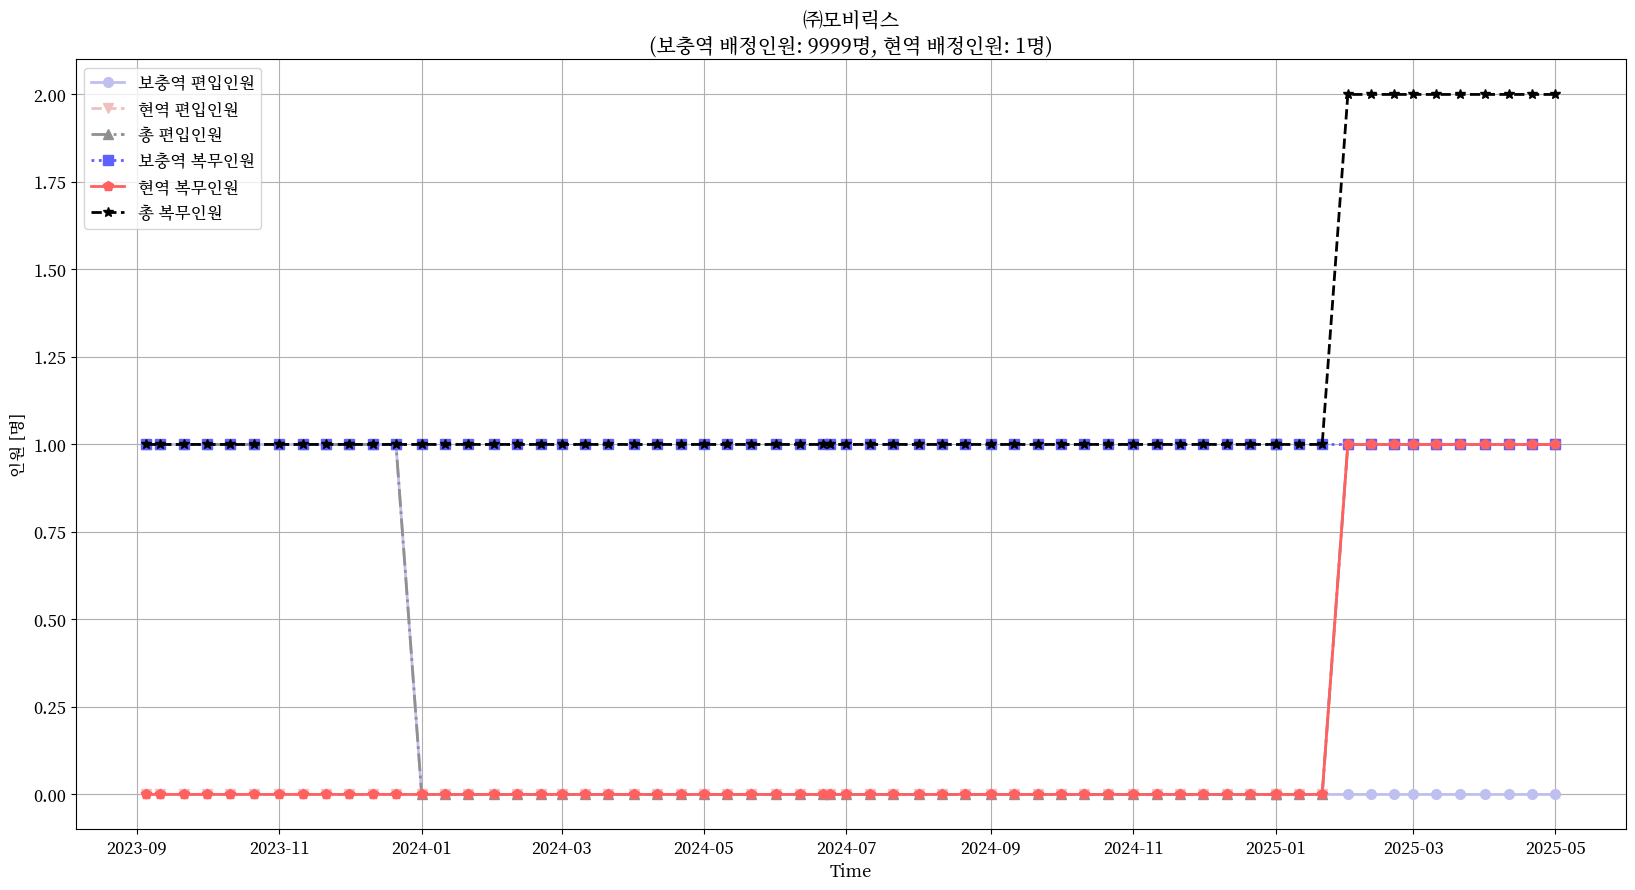 ㈜모비릭스
(보충역 배정인원: 9999명, 현역 배정인원: 1명)
보충역 편입인원
현역 편입인원
총 편입인원
보충역 복무인원
현역 복무인원
총 복무인원
인원 [명]
2.00
1.75
1.50
1.25
1.00
0.75
0.50
0.25
0.00
2023-09
2023-11
2024-01
2024-03
2024-05
2024-07
2024-09
2024-11
2025-01
2025-03
2025-05
Time